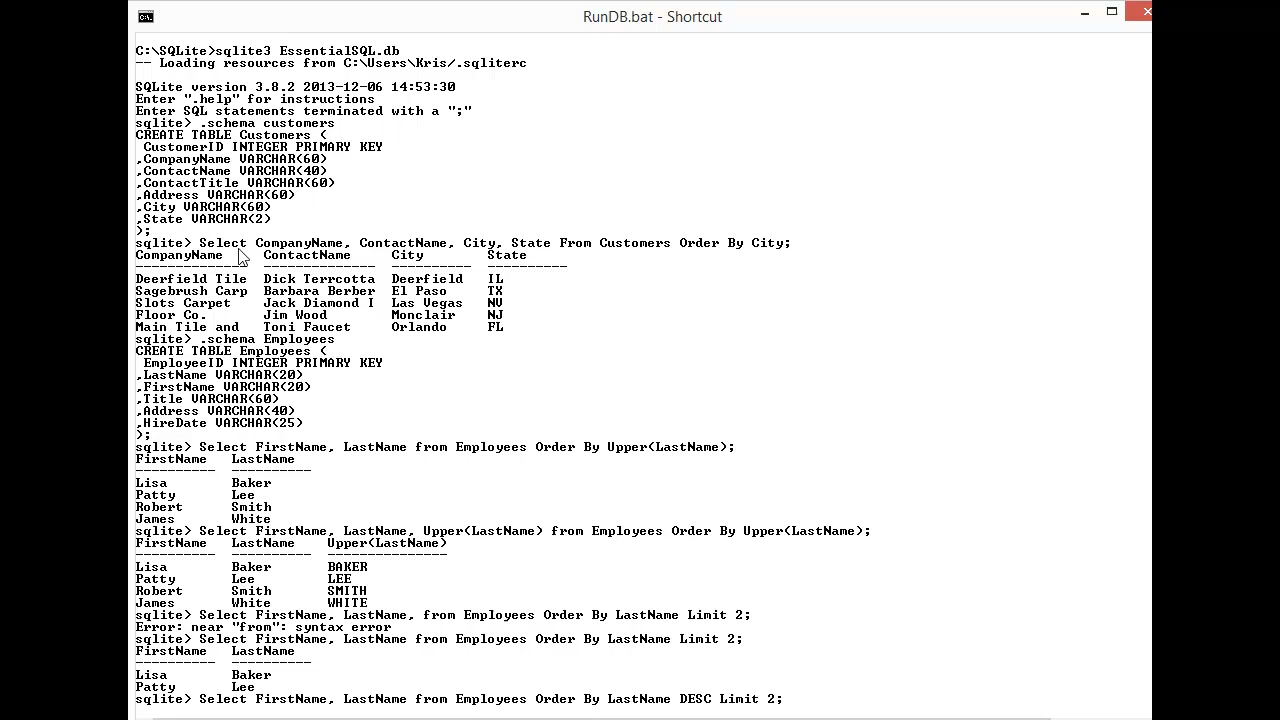 RunDB.bat - Shortcut
C:\SQLite>sqlite3 EssentialSQL.db
-- Loading resources from C:\Users\Kris/.sqliterc
SQLite version 3.8.2 2013-12-06 14:53:30
Enter ".help" for instructions
Enter SQL statements terminated with a ";"
sqlite> .schema customers
CREATE TABLE Customers (
 CustomerID INTEGER PRIMARY KEY
,CompanyName VARCHAR(60)
,ContactName VARCHAR(40)
,ContactTitle VARCHAR(60)
,Address VARCHAR(60)
,City VARCHAR(60)
,State VARCHAR(2)
);
sqlite> Select CompanyName, ContactName, City, State From Customers Order By City;
CompanyName ContactName City State
-------------- -------------- ---------- ----------
Deerfield Tile Dick Terrcotta Deerfield IL
Sagebrush Carp Barbara Berber El Paso TX
Slots Carpet Jack Diamond I Las Vegas NV
Floor Co. Jim Wood Monclair NJ
Main Tile and Toni Faucet Orlando FL
sqlite> .schema Employees
CREATE TABLE Employees (
 EmployeeID INTEGER PRIMARY KEY
,LastName VARCHAR(20)
,FirstName VARCHAR(20)
,Title VARCHAR(60)
,Address VARCHAR(40)
,HireDate VARCHAR(25)
);
sqlite> Select FirstName, LastName from Employees Order By Upper(LastName);
FirstName LastName
---------- ----------
Lisa Baker
Patty Lee
Robert Smith
James White
sqlite> Select FirstName, LastName, Upper(LastName) from Employees Order By Upper(LastName);
FirstName LastName Upper(LastName)
---------- ---------- ---------------
Lisa Baker BAKER
Patty Lee LEE
Robert Smith SMITH
James White WHITE
sqlite> Select FirstName, LastName, from Employees Order By LastName Limit 2;
Error: near "from": syntax error
sqlite> Select FirstName, LastName from Employees Order By LastName Limit 2;
FirstName LastName
---------- ----------
Lisa Baker
Patty Lee
sqlite> Select FirstName, LastName from Employees Order By LastName DESC Limit 2;